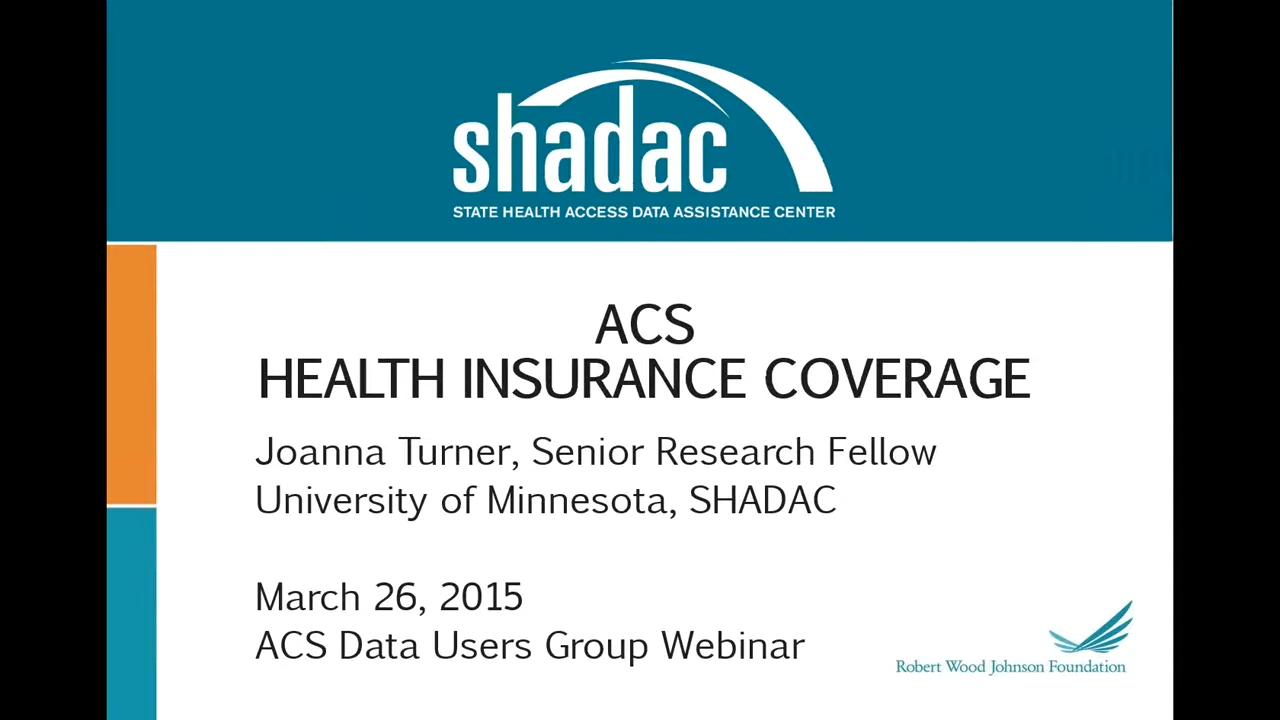 shadac
STATE HEALTH ACCESS DATA ASSISTANCE CENTER
ACS
HEALTH INSURANCE COVERAGE
Joanna Turner, Senior Research Fellow
University of Minnesota, SHADAC
March 26, 2015
ACS Data Users Group Webinar
Robert Wood Johnson Foundation